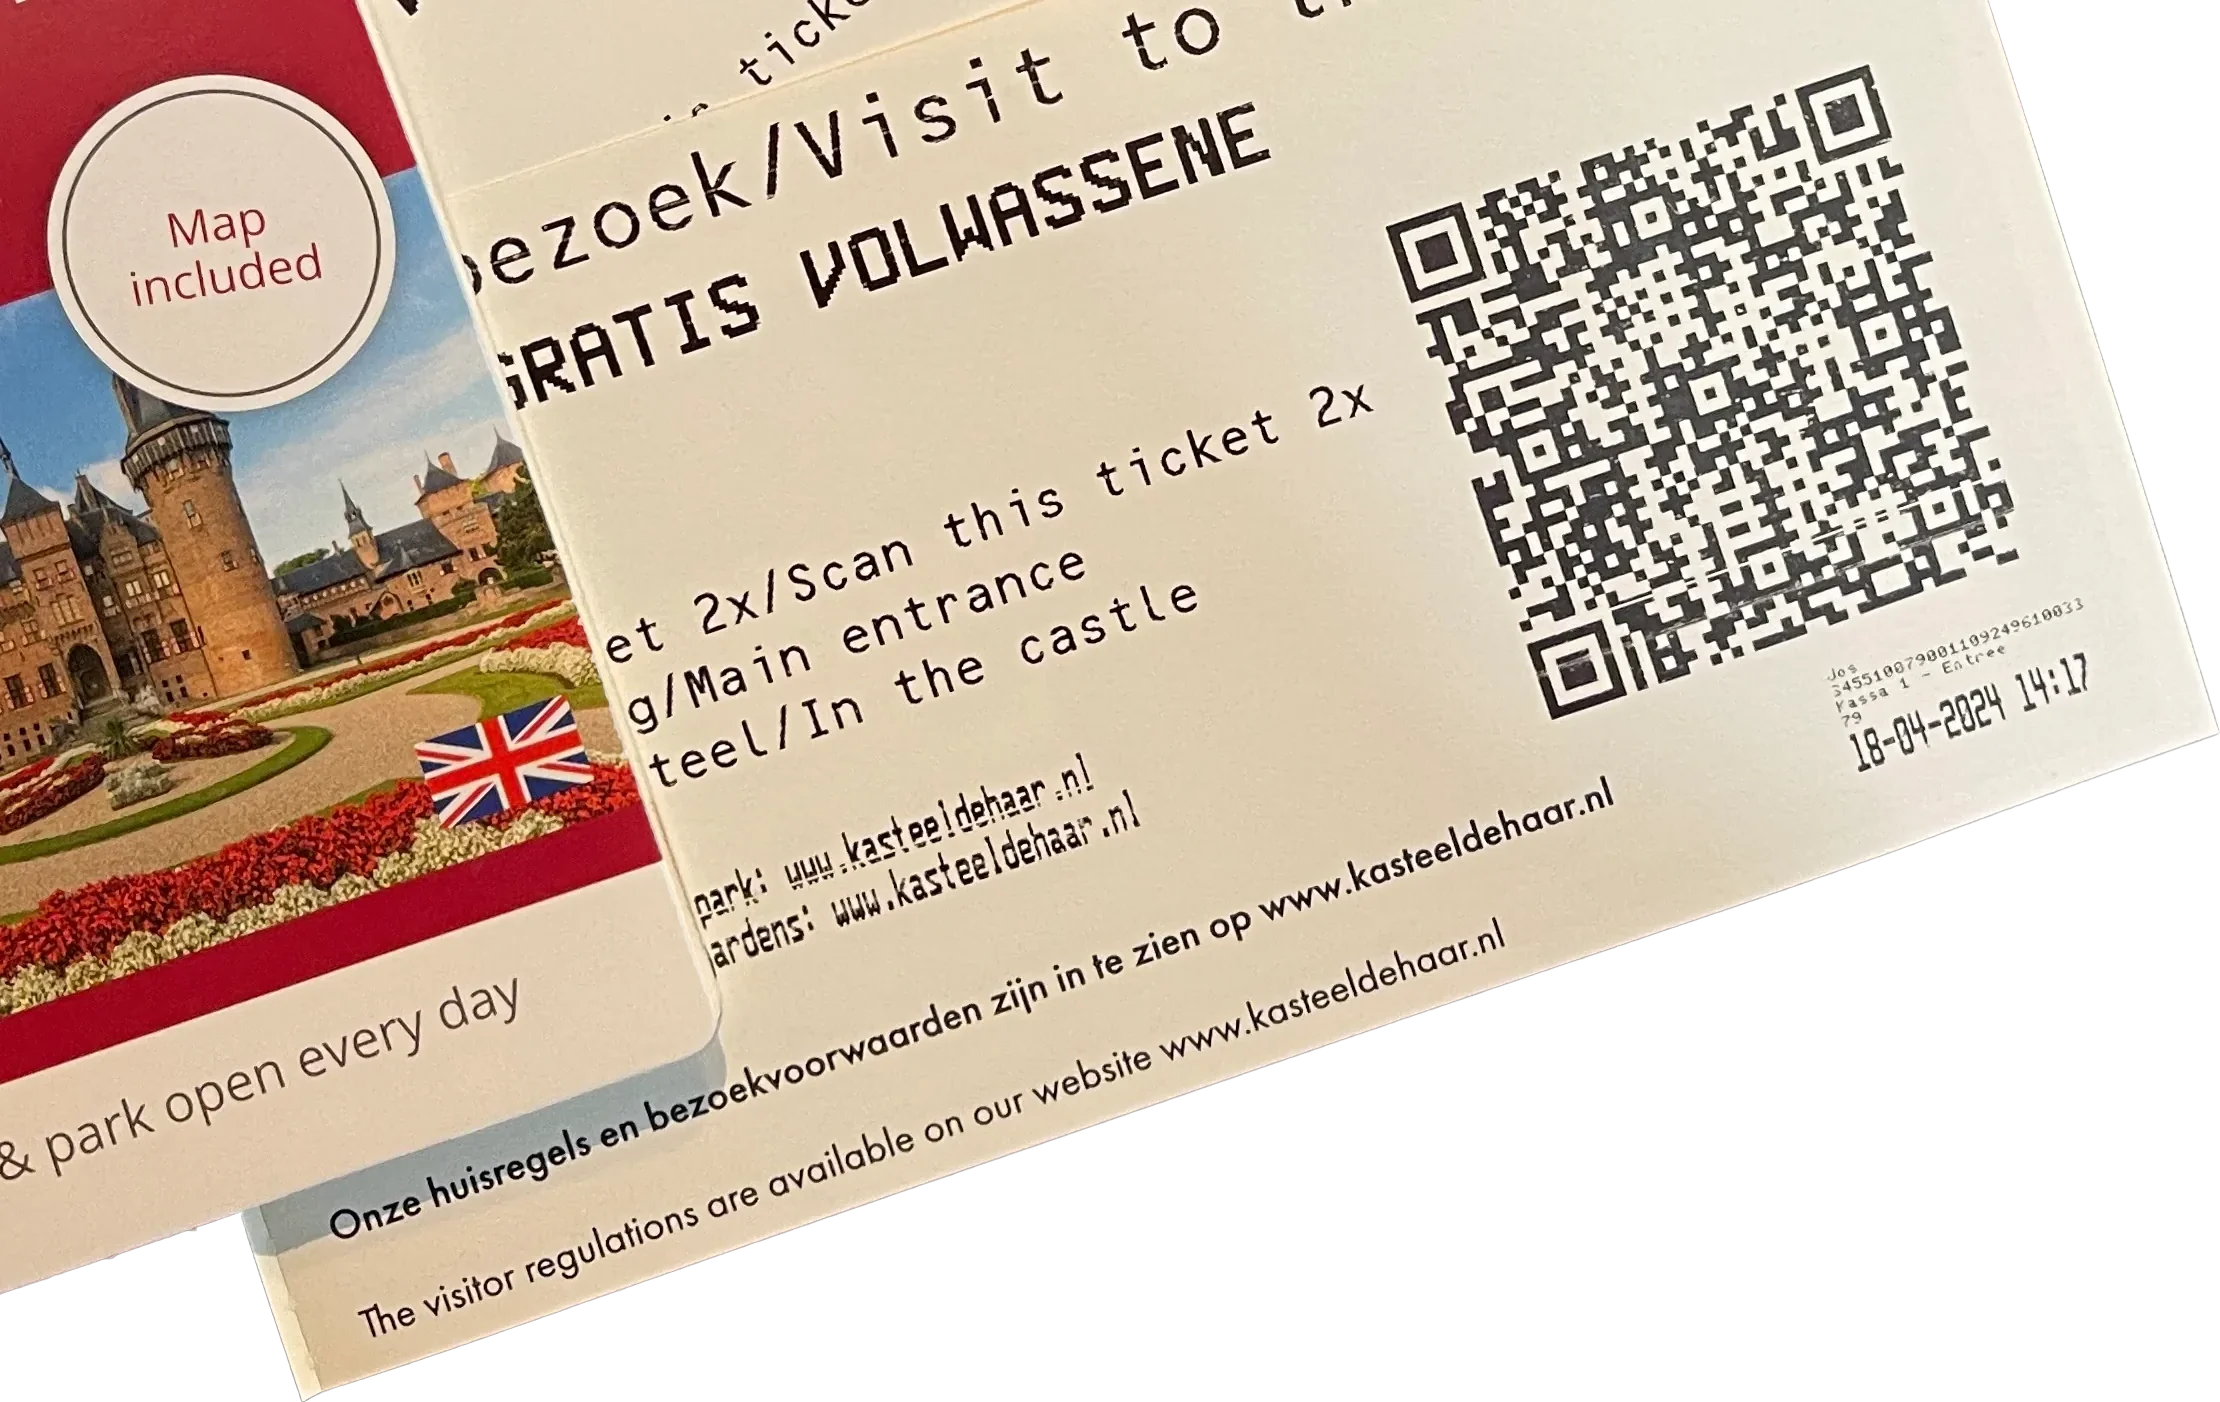 Map
included
& park open every day
to
ezoek/Visit to
GRATIS VOLWASSENE
et 2x/Scan this ticket 2x
g/Main entrance
teel/In the castle
park: www.kasteeldehaar.nl
ardens: www.kasteeldehaar.nl
Jos
Kassa 1 - Entree
79
18-04-2024 14:17
Onze huisregels en bezoekvoorwaarden zijn in te zien op www.kasteeldehaar.nl
The visitor regulations are available on our website www.kasteeldehaar.nl